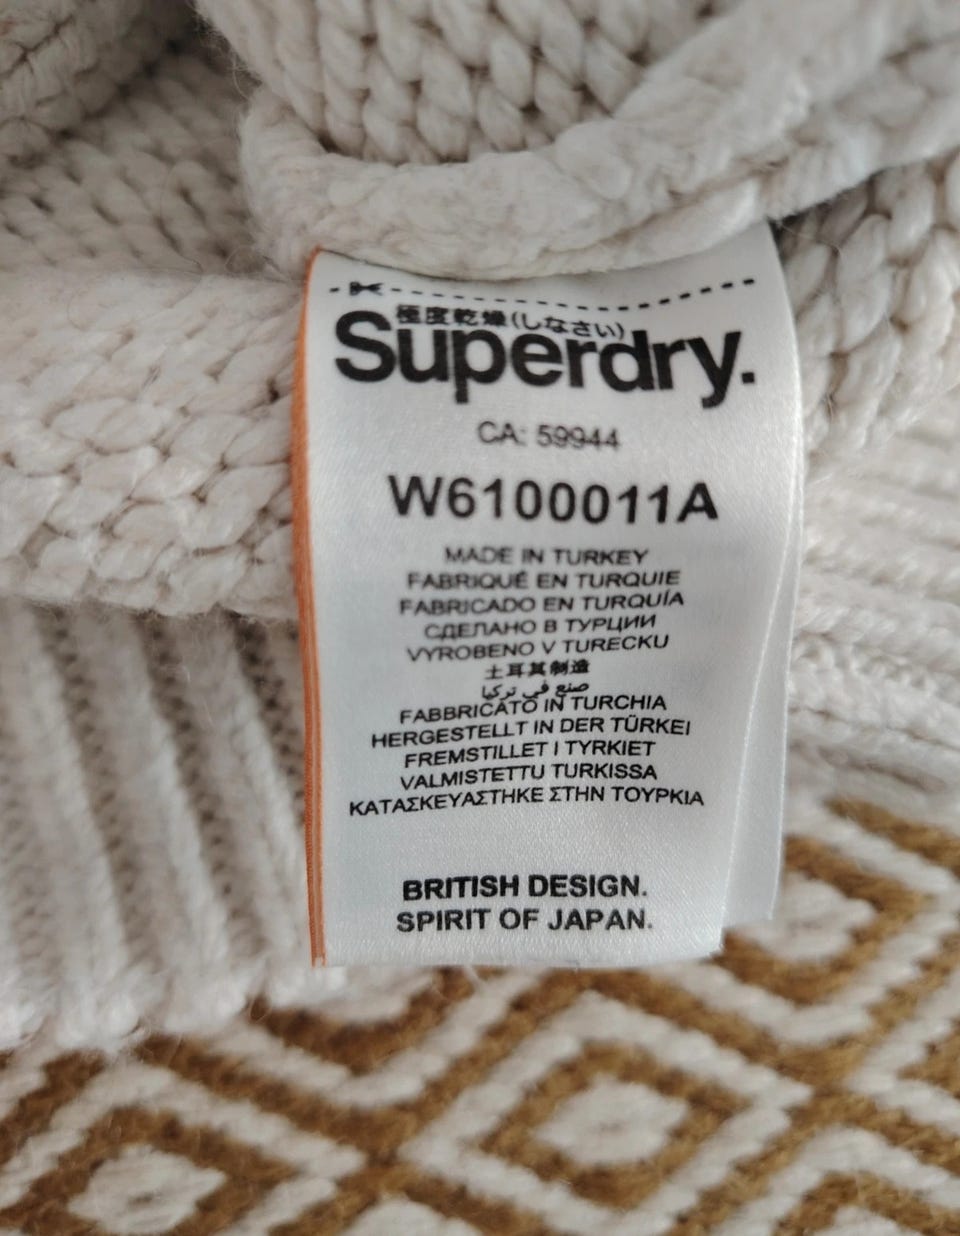 極度乾燥(しなさい)
Superdry.
CA: 59944
W6100011A
MADE IN TURKEY
FABRIQUÉ EN TURQUIE
FABRICADO EN TURQUÍA
СДЕЛАНО В ТУРЦИИ
VYROBENO V TURECKU
土耳其制造
صنع في تركيا
FABBRICATO IN TURCHIA
HERGESTELLT IN DER TÜRKEI
FREMSTILLET I TYRKIET
VALMISTETTU TURKISSA
ΚΑΤΑΣΚΕΥΑΣΤΗΚΕ ΣΤΗΝ ΤΟΥΡΚΙΑ
BRITISH DESIGN.
SPIRIT OF JAPAN.